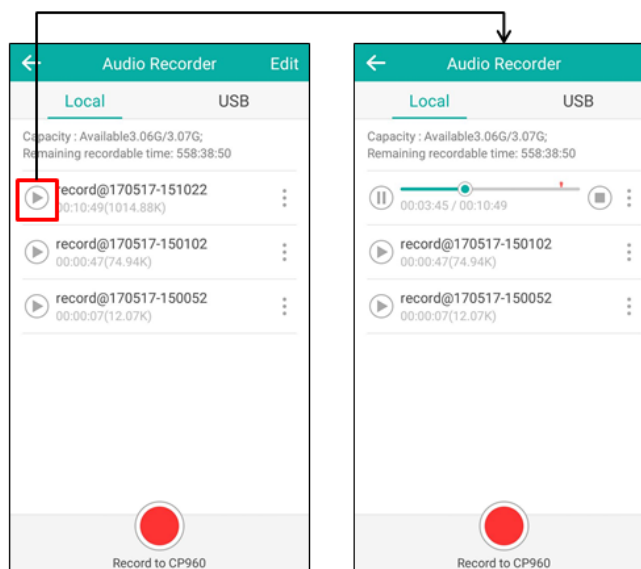 Audio Recorder Edit
Local USB
Capacity : Available3.06G/3.07G;
Remaining recordable time: 558:38:50
record@170517-151022
00:10:49(1014.88K)
record@170517-150102
00:00:47(74.94K)
record@170517-150052
00:00:07(12.07K)
Record to CP960
Audio Recorder
Local USB
Capacity : Available3.06G/3.07G;
Remaining recordable time: 558:38:50
00:03:45 / 00:10:49
record@170517-150102
00:00:47(74.94K)
record@170517-150052
00:00:07(12.07K)
Record to CP960